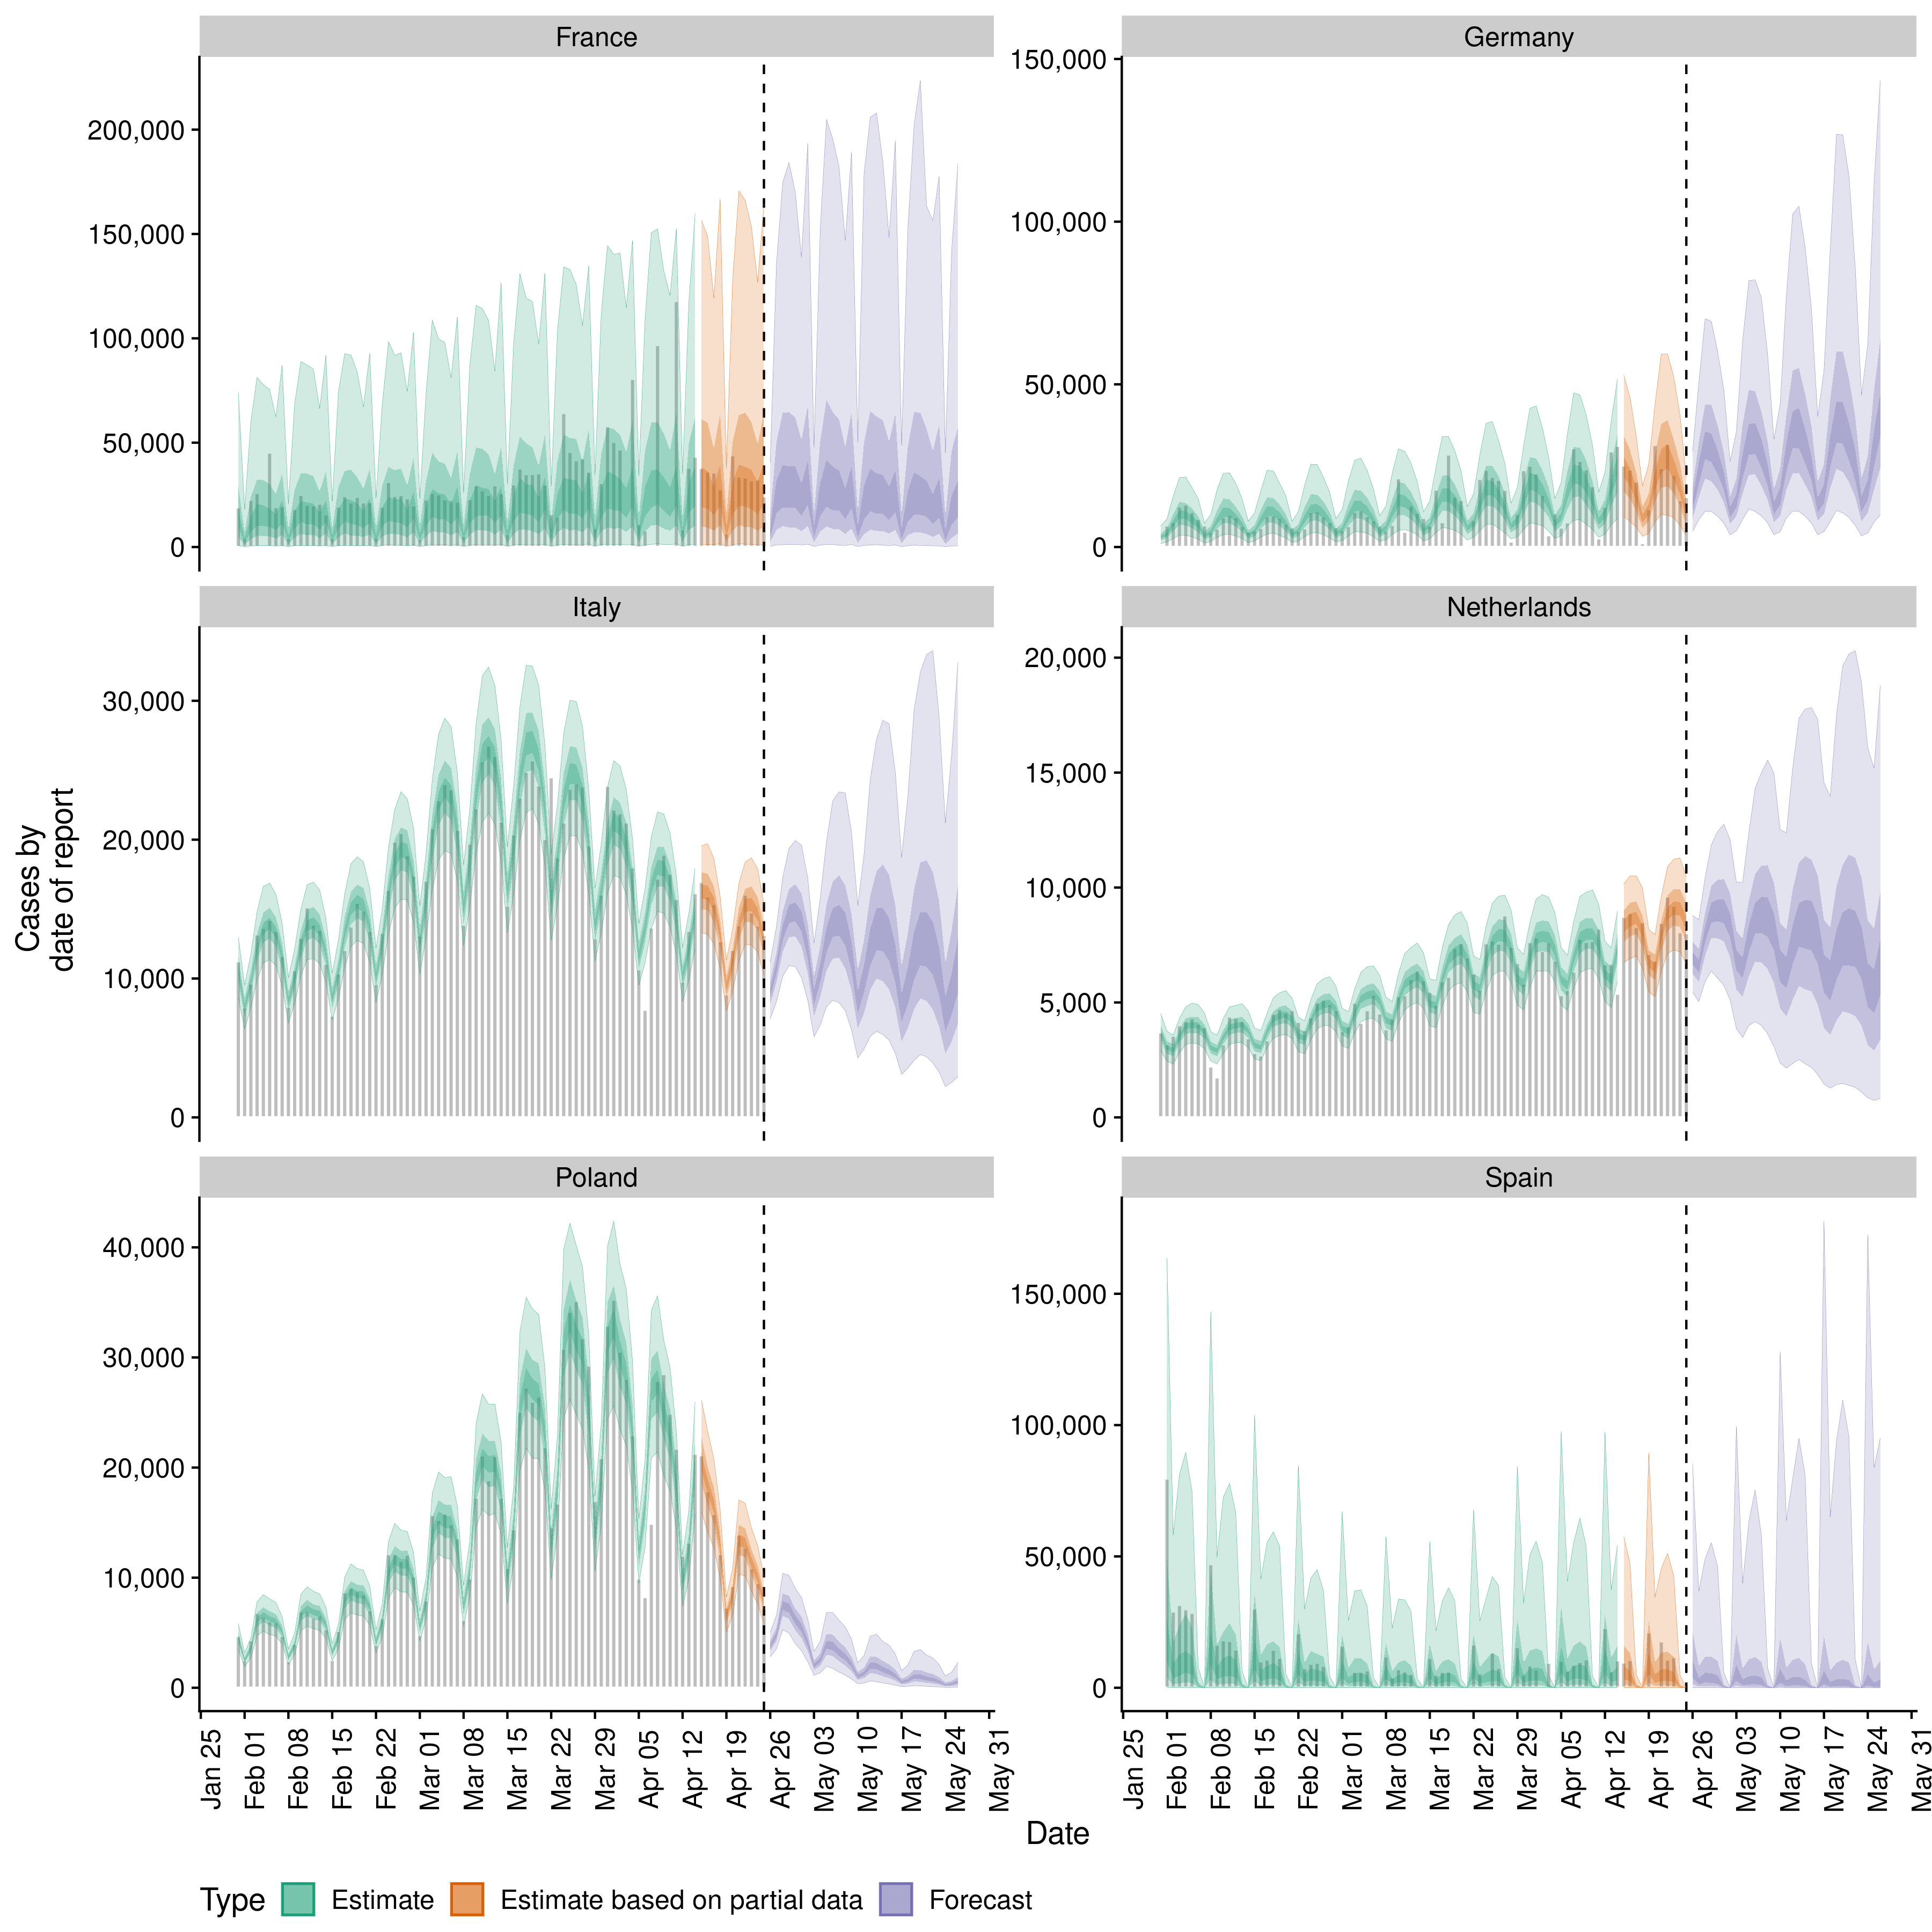 France
Germany
200,000
150,000
100,000
50,000
0
150,000
100,000
50,000
0
Italy
Netherlands
30,000
20,000
10,000
0
20,000
15,000
10,000
5,000
0
Cases by
date of report
Poland
Spain
40,000
30,000
20,000
10,000
0
150,000
100,000
50,000
0
Jan 25
Feb 01
Feb 08
Feb 15
Feb 22
Mar 01
Mar 08
Mar 15
Mar 22
Mar 29
Apr 05
Apr 12
Apr 19
Apr 26
May 03
May 10
May 17
May 24
May 31
Jan 25
Feb 01
Feb 08
Feb 15
Feb 22
Mar 01
Mar 08
Mar 15
Mar 22
Mar 29
Apr 05
Apr 12
Apr 19
Apr 26
May 03
May 10
May 17
May 24
May 31
Date
Type Estimate Estimate based on partial data Forecast